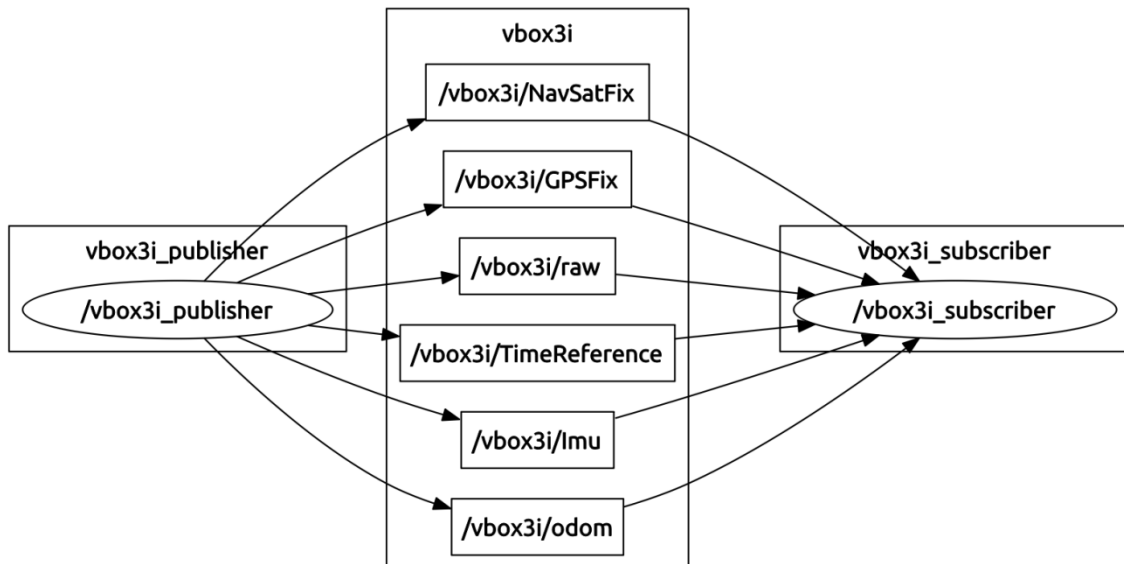 vbox3i
/vbox3i/NavSatFix
/vbox3i/GPSFix
vbox3i_publisher
vbox3i_subscriber
/vbox3i/raw
/vbox3i_publisher
/vbox3i_subscriber
/vbox3i/TimeReference
/vbox3i/Imu
/vbox3i/odom